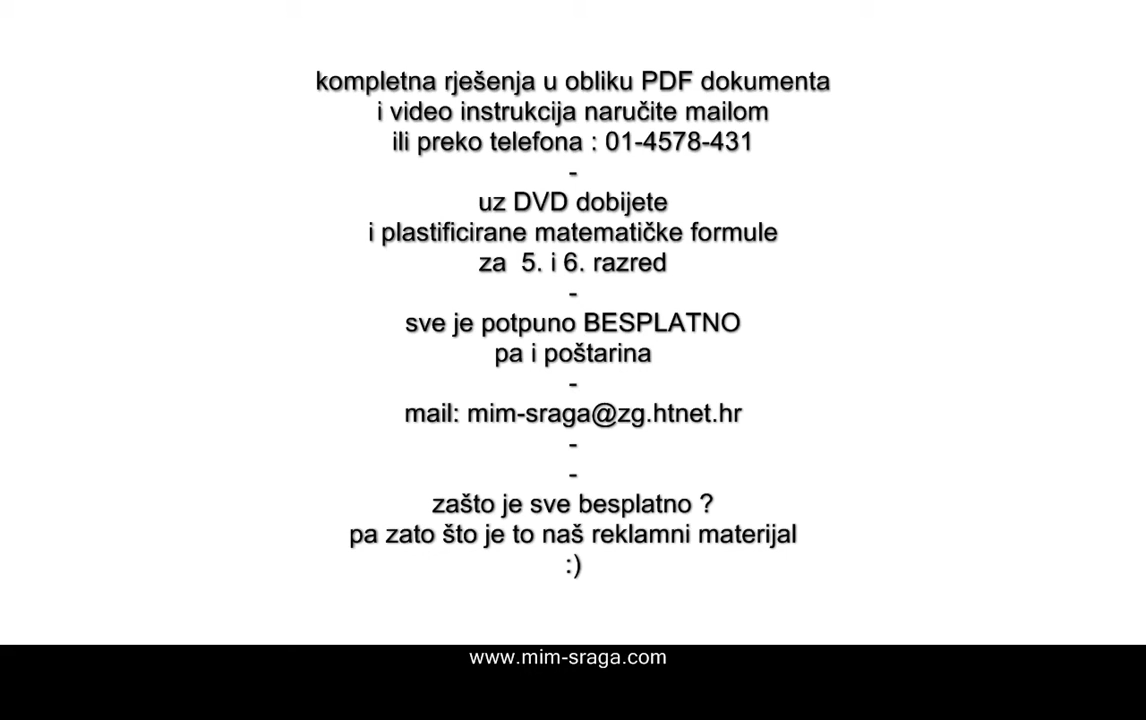 kompletna rješenja u obliku PDF dokumenta
i video instrukcija naručite mailom
ili preko telefona : 01-4578-431
-
uz DVD dobijete
i plastificirane matematičke formule
za 5. i 6. razred
-
sve je potpuno BESPLATNO
pa i poštarina
-
mail: mim-sraga@zg.htnet.hr
-
-
zašto je sve besplatno ?
pa zato što je to naš reklamni materijal
:)
www.mim-sraga.com